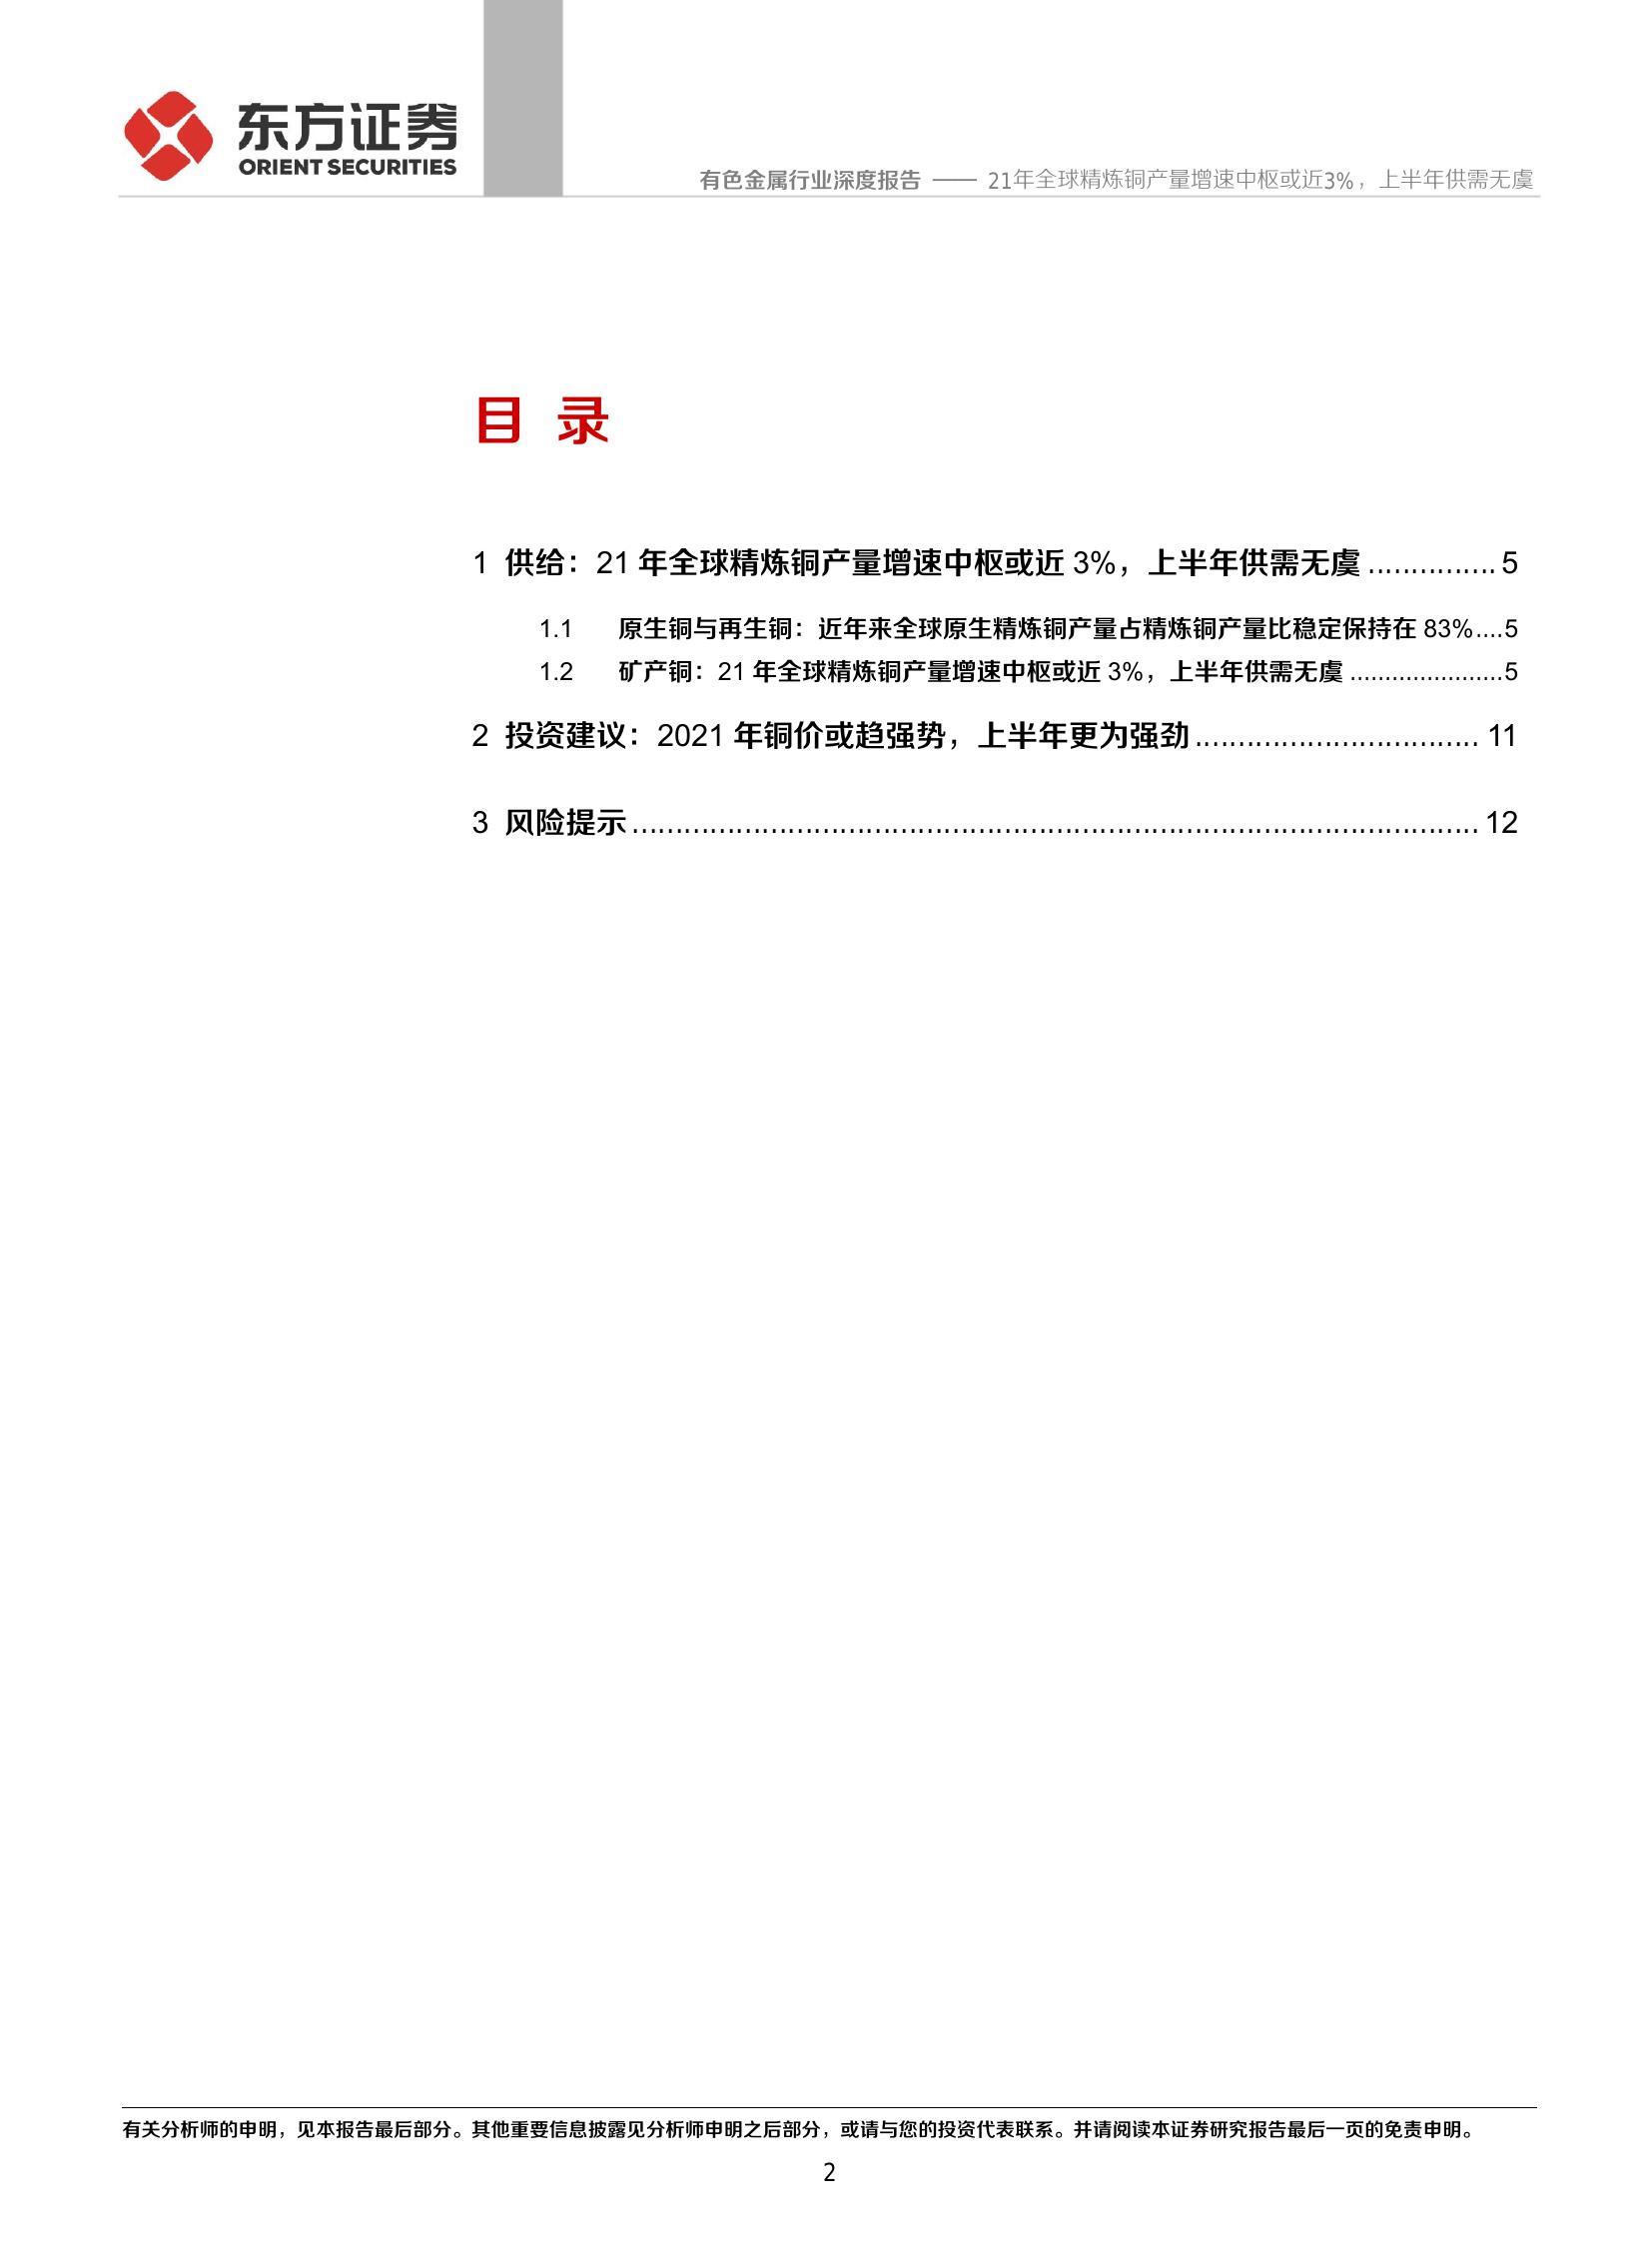 东方证券
ORIENT SECURITIES
有色金属行业深度报告 —— 21年全球精炼铜产量增速中枢或近3%，上半年供需无虞
目 录
1 供给：21 年全球精炼铜产量增速中枢或近 3%，上半年供需无虞 ............... 5
1.1 原生铜与再生铜：近年来全球原生精炼铜产量占精炼铜产量比稳定保持在 83%....5
1.2 矿产铜：21 年全球精炼铜产量增速中枢或近 3%，上半年供需无虞 ......................5
2 投资建议：2021 年铜价或趋强势，上半年更为强劲 ................................. 11
3 风险提示 .................................................................................................. 12
有关分析师的申明，见本报告最后部分。其他重要信息披露见分析师申明之后部分，或请与您的投资代表联系。并请阅读本证券研究报告最后一页的免责申明。
2